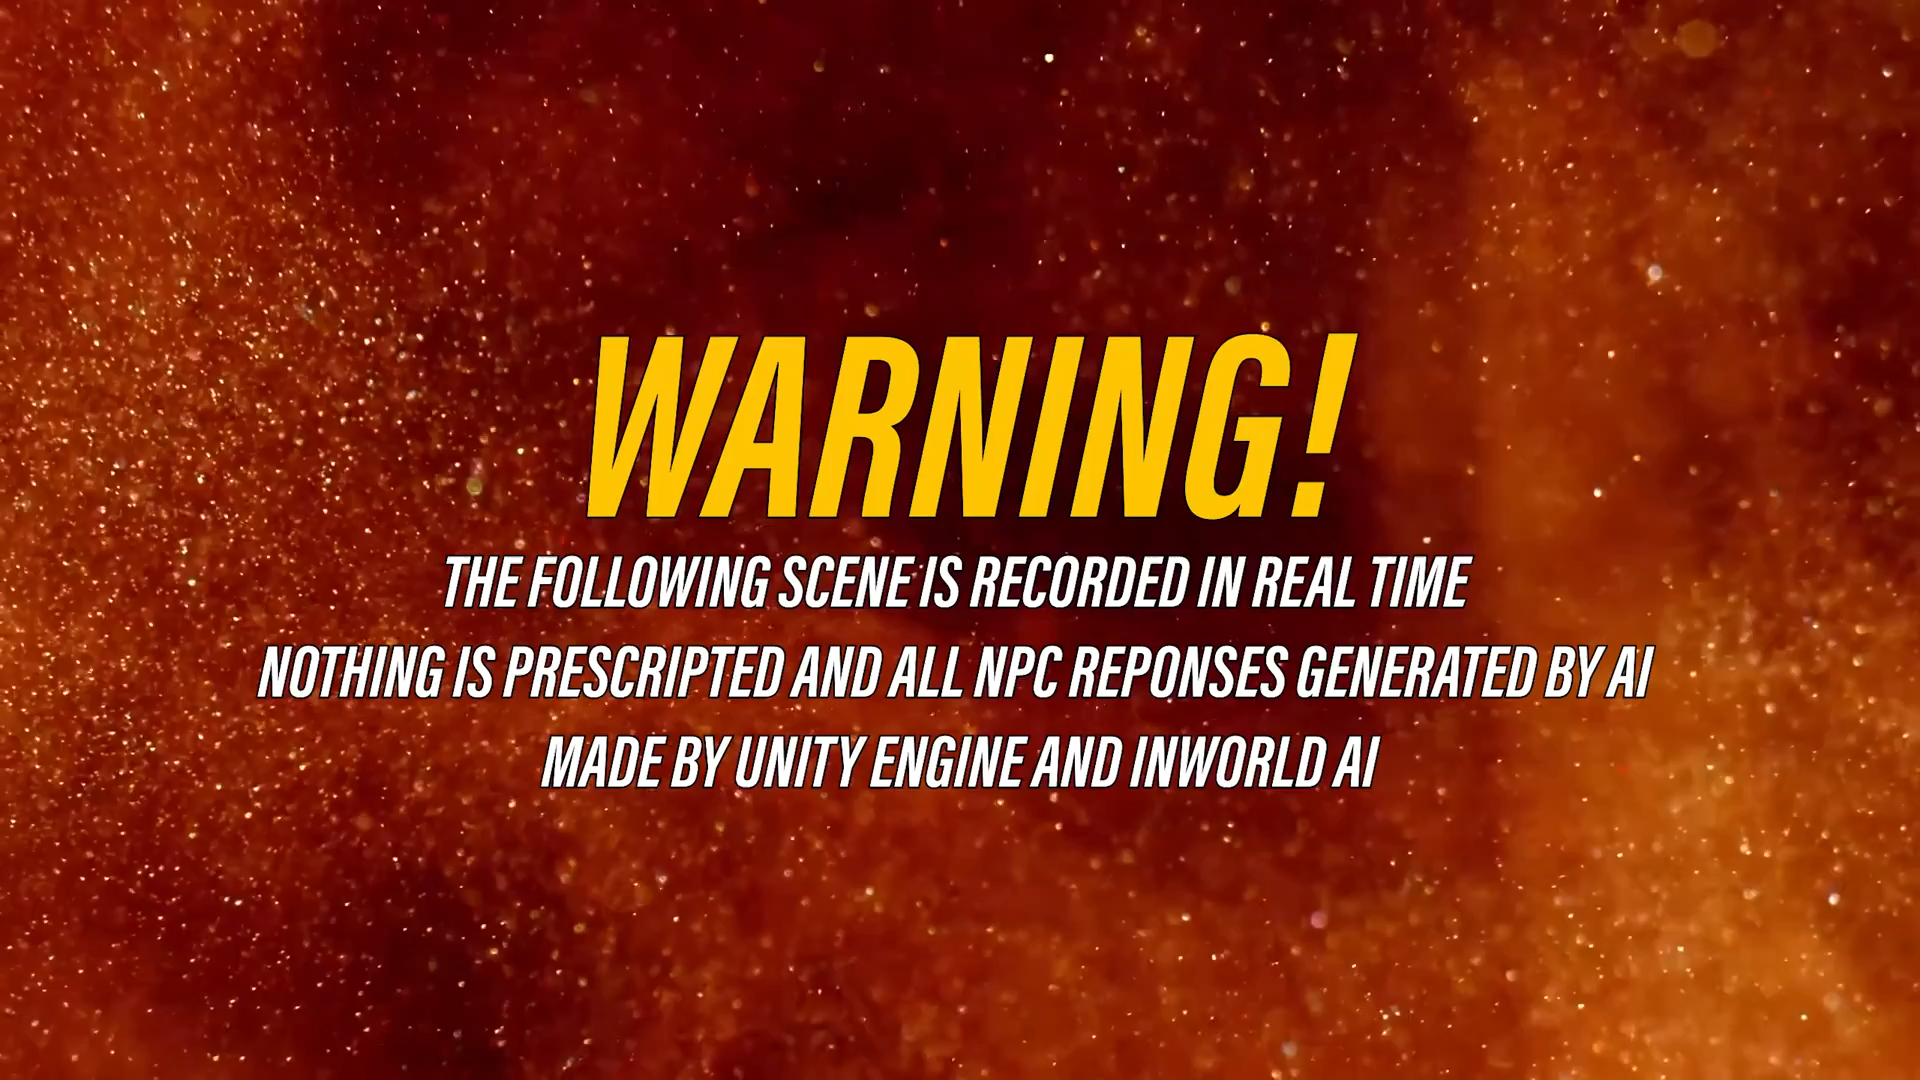 WARNING!
THE FOLLOWING SCENE IS RECORDED IN REAL TIME
NOTHING IS PRESCRIPTED AND ALL NPC REPONSES GENERATED BY AI
MADE BY UNITY ENGINE AND INWORLD AI